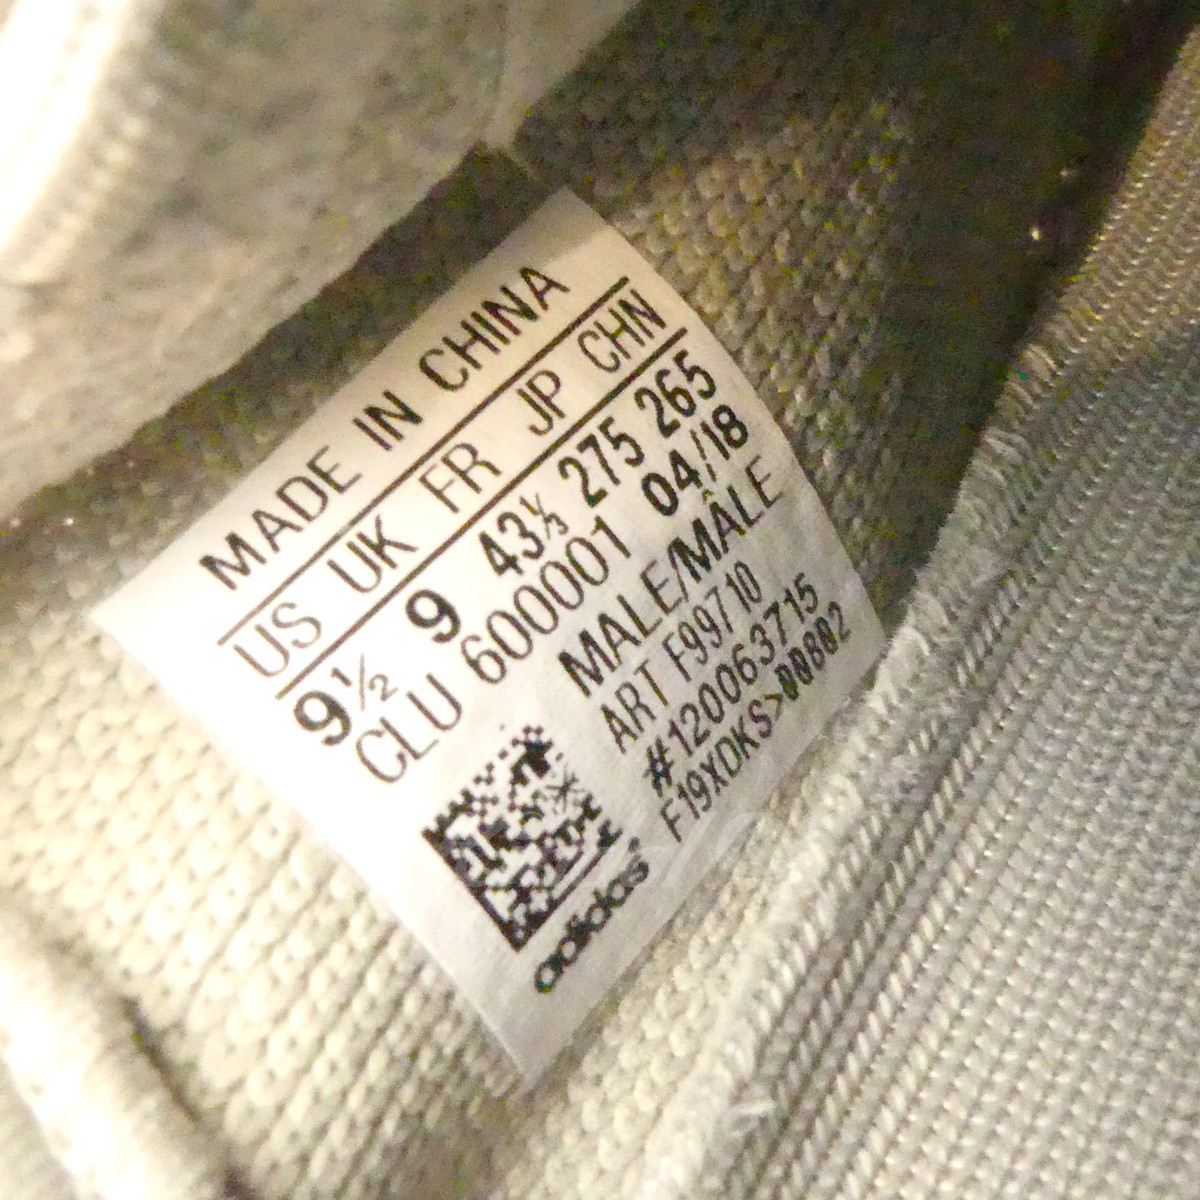 MADE IN CHINA
US UK FR JP CHN
9½ 9 43⅓ 275 265
CLU 600001 04/18
MALE/MÂLE
ART F99710
#120063715
F19XDKS>00802
adidas